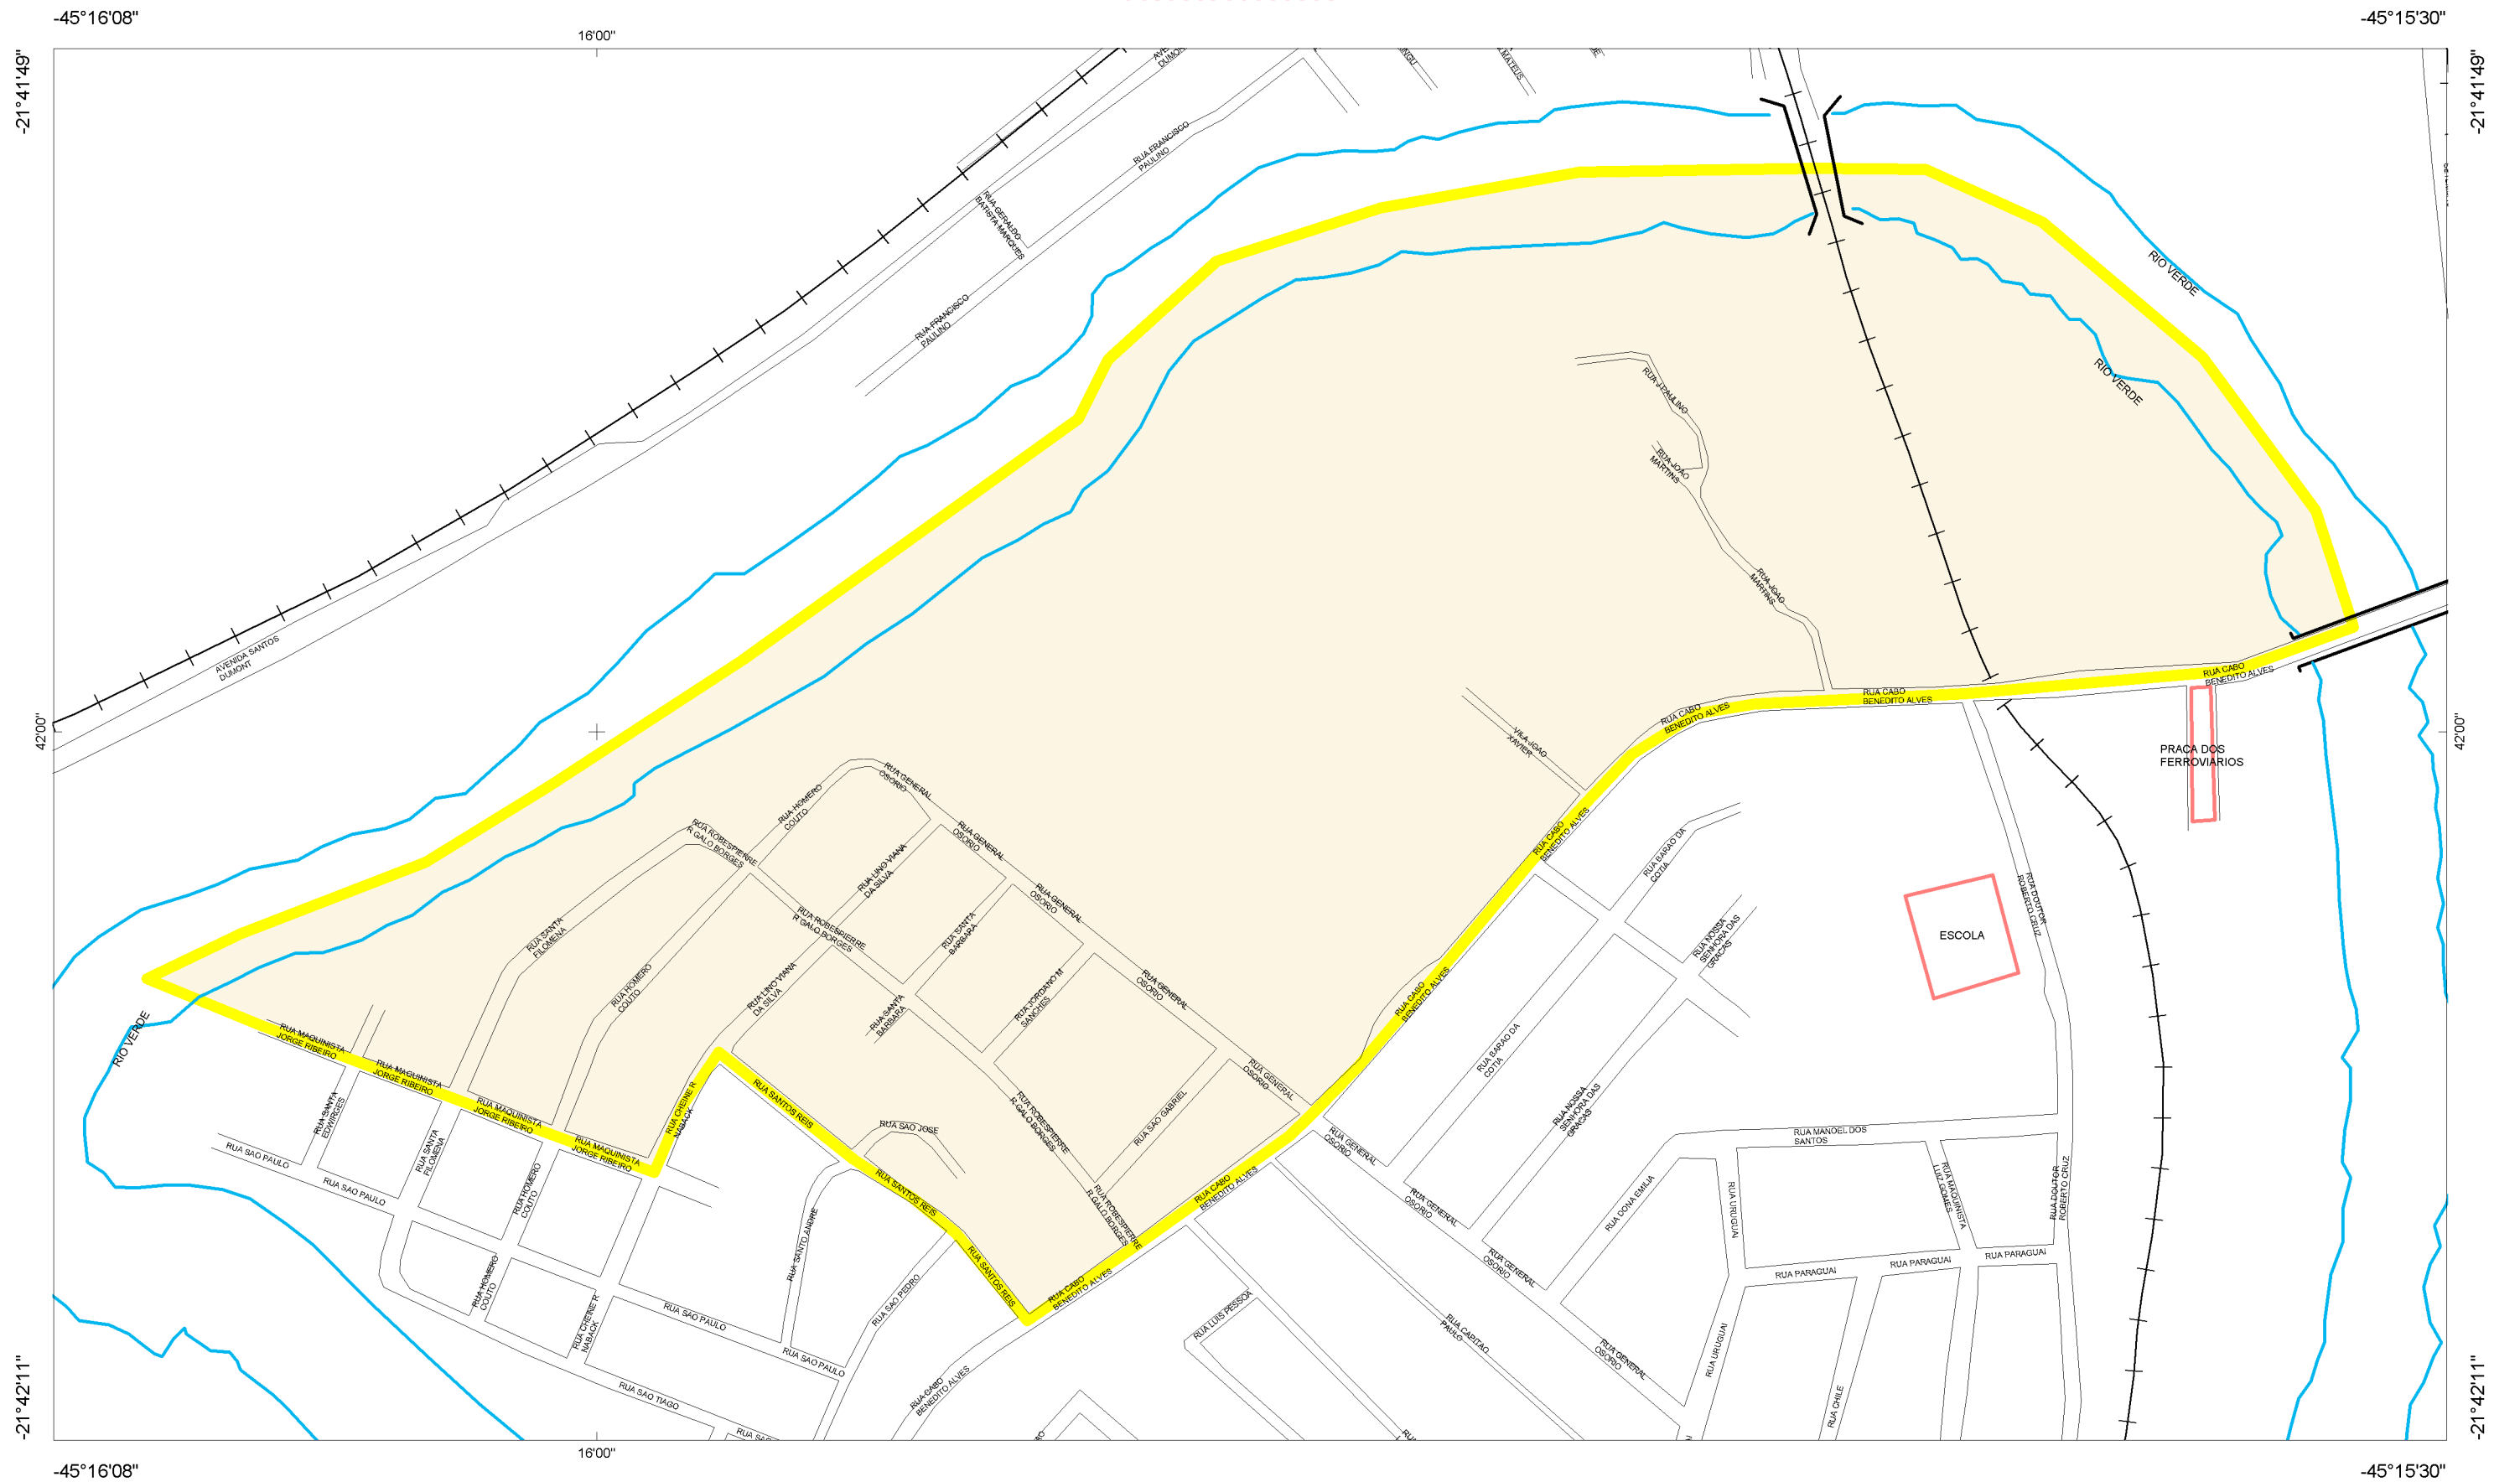 -45°16'08"
-45°15'30"
16'00"
-21°41'49"
-21°41'49"
DUMON
INGU
MATEUS
RUA FRANCISCO
PAULINO
RUA GERALDO
BATISTA MARQUES
RIO VERDE
RUA FRANCISCO
PAULINO
RIO VERDE
RUA J.PAULINO
RUA JOAO
MARTINS
RUA JOAO
MARTINS
AVENIDA SANTOS
DUMONT
RUA CABO
BENEDITO ALVES
RUA CABO
BENEDITO ALVES
RUA CABO
BENEDITO ALVES
42'00"
42'00"
VILA JOAO
XAVIER
PRACA DOS
FERROVIARIOS
RUA GENERAL
OSORIO
RUA HOMERO
COUTO
RUA ROBESPIERRE
R GALO BORGES
RUA GENERAL
OSORIO
RUA LINO VIANA
DA SILVA
RUA CABO
BENEDITO ALVES
RUA BARAO DA
COTIA
RUA GENERAL
OSORIO
RUA DOUTOR
ROBERTO CRUZ
RUA SANTA
FILOMENA
RUA ROBESPIERRE
R GALO BORGES
RUA SANTA
BARBARA
RUA NOSSA
SENHORA DAS
GRACAS
ESCOLA
RUA HOMERO
COUTO
RUA LINO VIANA
DA SILVA
RUA JORDANO M
SANCHES
RUA GENERAL
OSORIO
RUA CABO
BENEDITO ALVES
RUA SANTA
BARBARA
RIO VERDE
RUA MAQUINISTA
JORGE RIBEIRO
RUA MAQUINISTA
JORGE RIBEIRO
RUA BARAO DA
COTIA
RUA GENERAL
OSORIO
RUA NOSSA
SENHORA DAS
GRACAS
RUA SANTA
EDWIRGES
RUA MAQUINISTA
JORGE RIBEIRO
RUA CHEINE R
NABACK
RUA SANTOS REIS
RUA SAO JOSE
RUA ROBESPIERRE
R GALO BORGES
RUA SAO GABRIEL
RUA GENERAL
OSORIO
RUA MANOEL DOS
SANTOS
RUA SAO PAULO
RUA SANTA
FILOMENA
RUA MAQUINISTA
JORGE RIBEIRO
RUA SAO PAULO
RUA HOMERO
COUTO
RUA SANTOS REIS
RUA CABO
BENEDITO ALVES
RUA ROBESPIERRE
R GALO BORGES
RUA GENERAL
OSORIO
RUA DONA EMILIA
RUA URUGUAI
RUA MAQUINISTA
LUIZ GOMES
RUA DOUTOR
ROBERTO CRUZ
RUA SANTO ANDRE
RUA SANTOS REIS
RUA GENERAL
OSORIO
RUA PARAGUAI
RUA PARAGUAI
RUA PARAGUAI
RUA HOMERO
COUTO
RUA CHEINE R
NABACK
RUA SAO PAULO
RUA SAO PEDRO
RUA CABO
BENEDITO ALVES
RUA LUIS PESSOA
RUA CAPITAO
PAULO
RUA GENERAL
OSORIO
RUA URUGUAI
RUA SAO PAULO
RUA SAO TIAGO
RUA CABO
BENEDITO ALVES
RUA CHILE
-21°42'11"
-21°42'11"
RUA SAO
16'00"
-45°16'08"
-45°15'30"